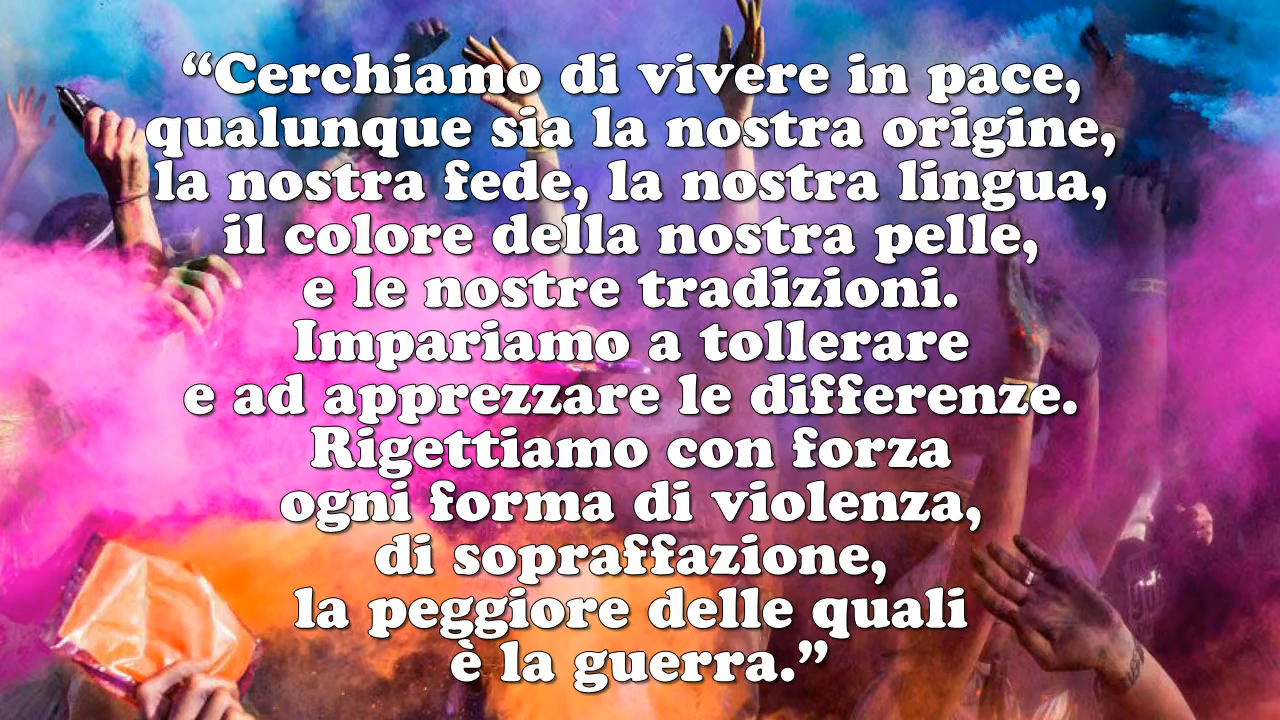 “Cerchiamo di vivere in pace,
qualunque sia la nostra origine,
la nostra fede, la nostra lingua,
il colore della nostra pelle,
e le nostre tradizioni.
Impariamo a tollerare
e ad apprezzare le differenze.
Rigettiamo con forza
ogni forma di violenza,
di sopraffazione,
la peggiore delle quali
è la guerra.”